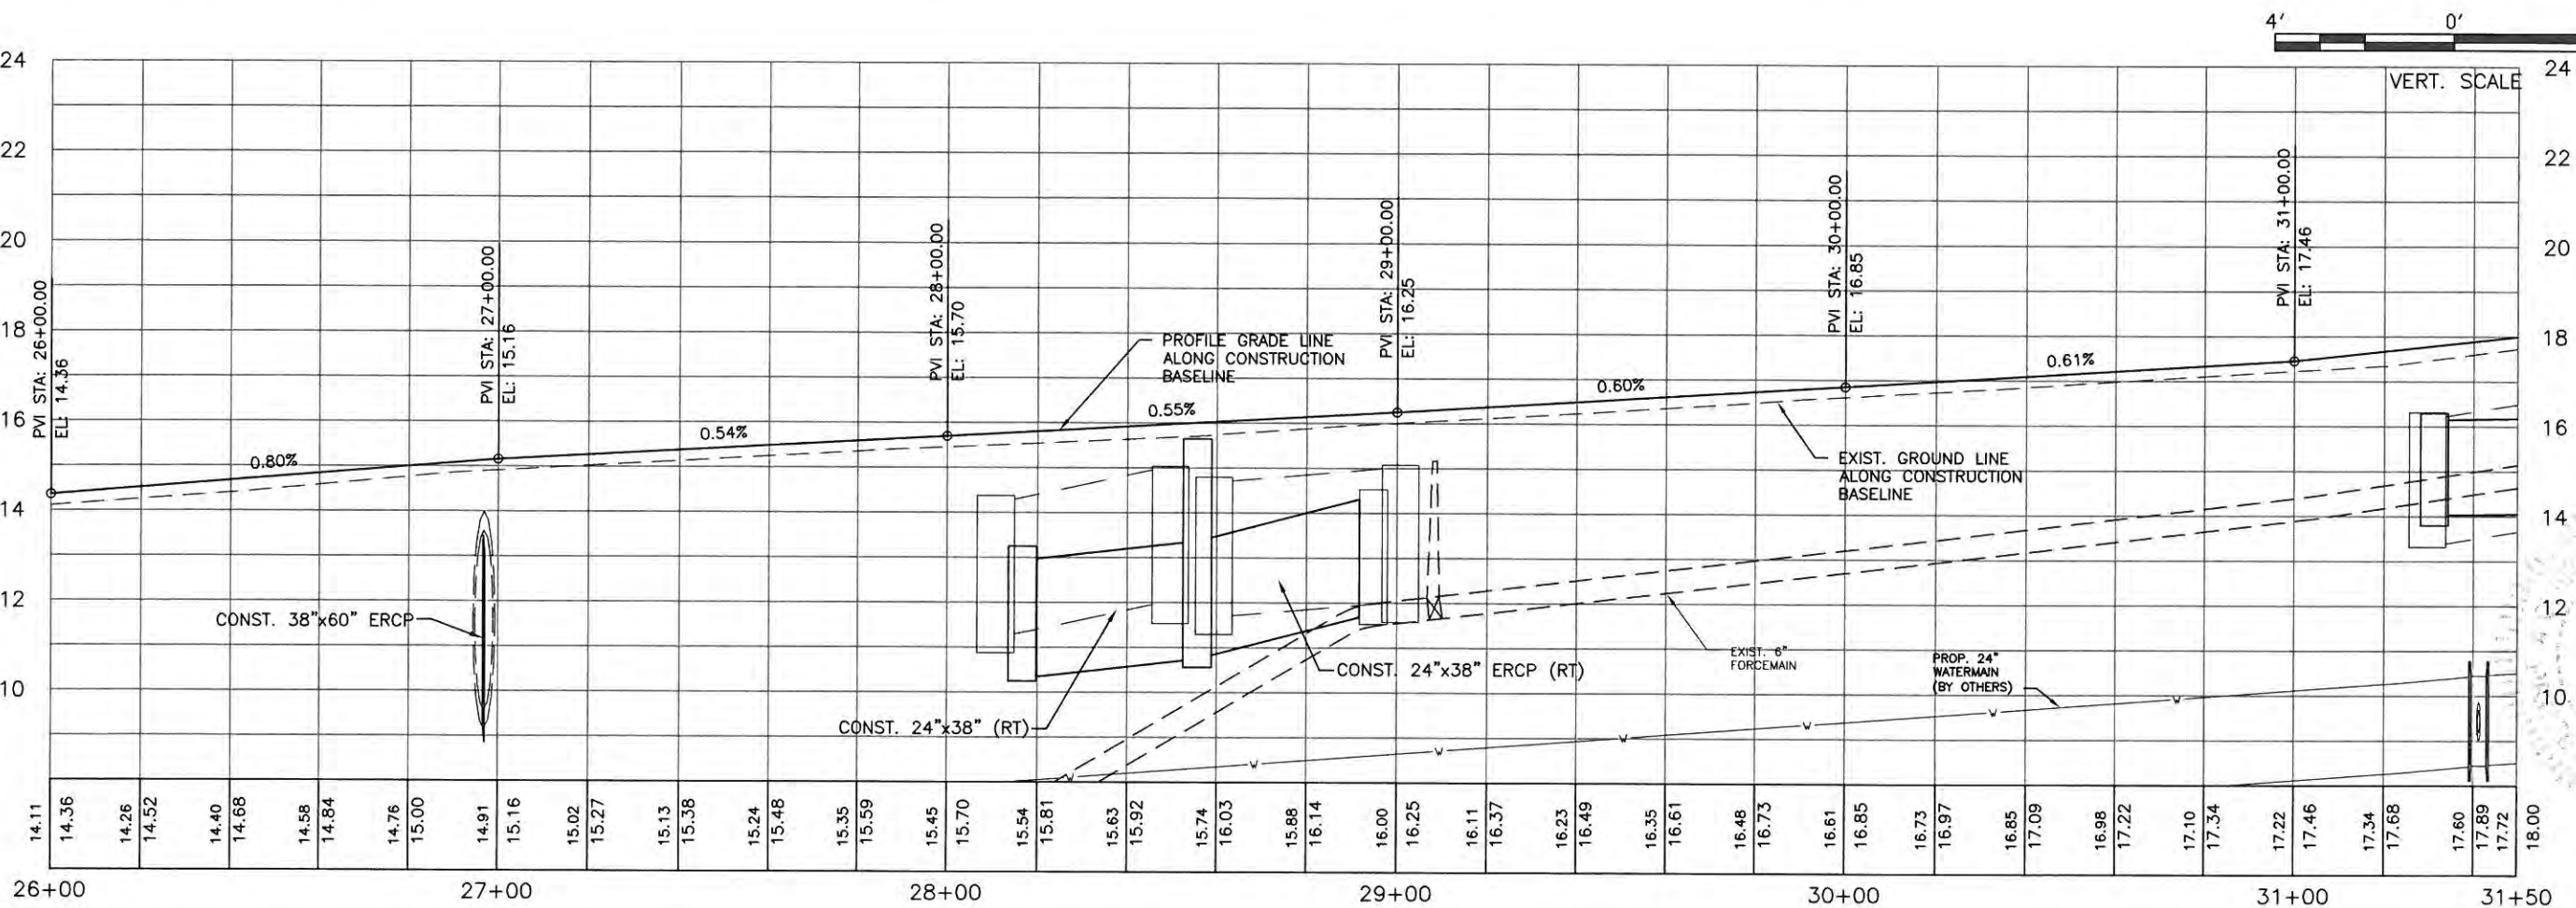 4' 0'
VERT. SCALE
24 24
22 22
20 20
18 18
16 16
14 14
12 12
10 10
PVI STA: 26+00.00
EL: 14.36
PVI STA: 27+00.00
EL: 15.16
PVI STA: 28+00.00
EL: 15.70
PVI STA: 29+00.00
EL: 16.25
PVI STA: 30+00.00
EL: 16.85
PVI STA: 31+00.00
EL: 17.46
PROFILE GRADE LINE
ALONG CONSTRUCTION
BASELINE
0.80%
0.54%
0.55%
0.60%
0.61%
EXIST. GROUND LINE
ALONG CONSTRUCTION
BASELINE
CONST. 38"x60" ERCP
CONST. 24"x38" (RT)
CONST. 24"x38" ERCP (RT)
EXIST. 6"
FORCEMAIN
PROP. 24"
WATERMAIN
(BY OTHERS)
W W W W W W W
14.11 14.36
14.26 14.52
14.40 14.68
14.58 14.84
14.76 15.00
14.91 15.16
15.02 15.27
15.13 15.38
15.24 15.48
15.35 15.59
15.45 15.70
15.54 15.81
15.63 15.92
15.74 16.03
15.88 16.14
16.00 16.25
16.11 16.37
16.23 16.49
16.35 16.61
16.48 16.73
16.61 16.85
16.73 16.97
16.85 17.09
16.98 17.22
17.10 17.34
17.22 17.46
17.34 17.68
17.60 17.89
17.72 18.00
26+00 27+00 28+00 29+00 30+00 31+00 31+50